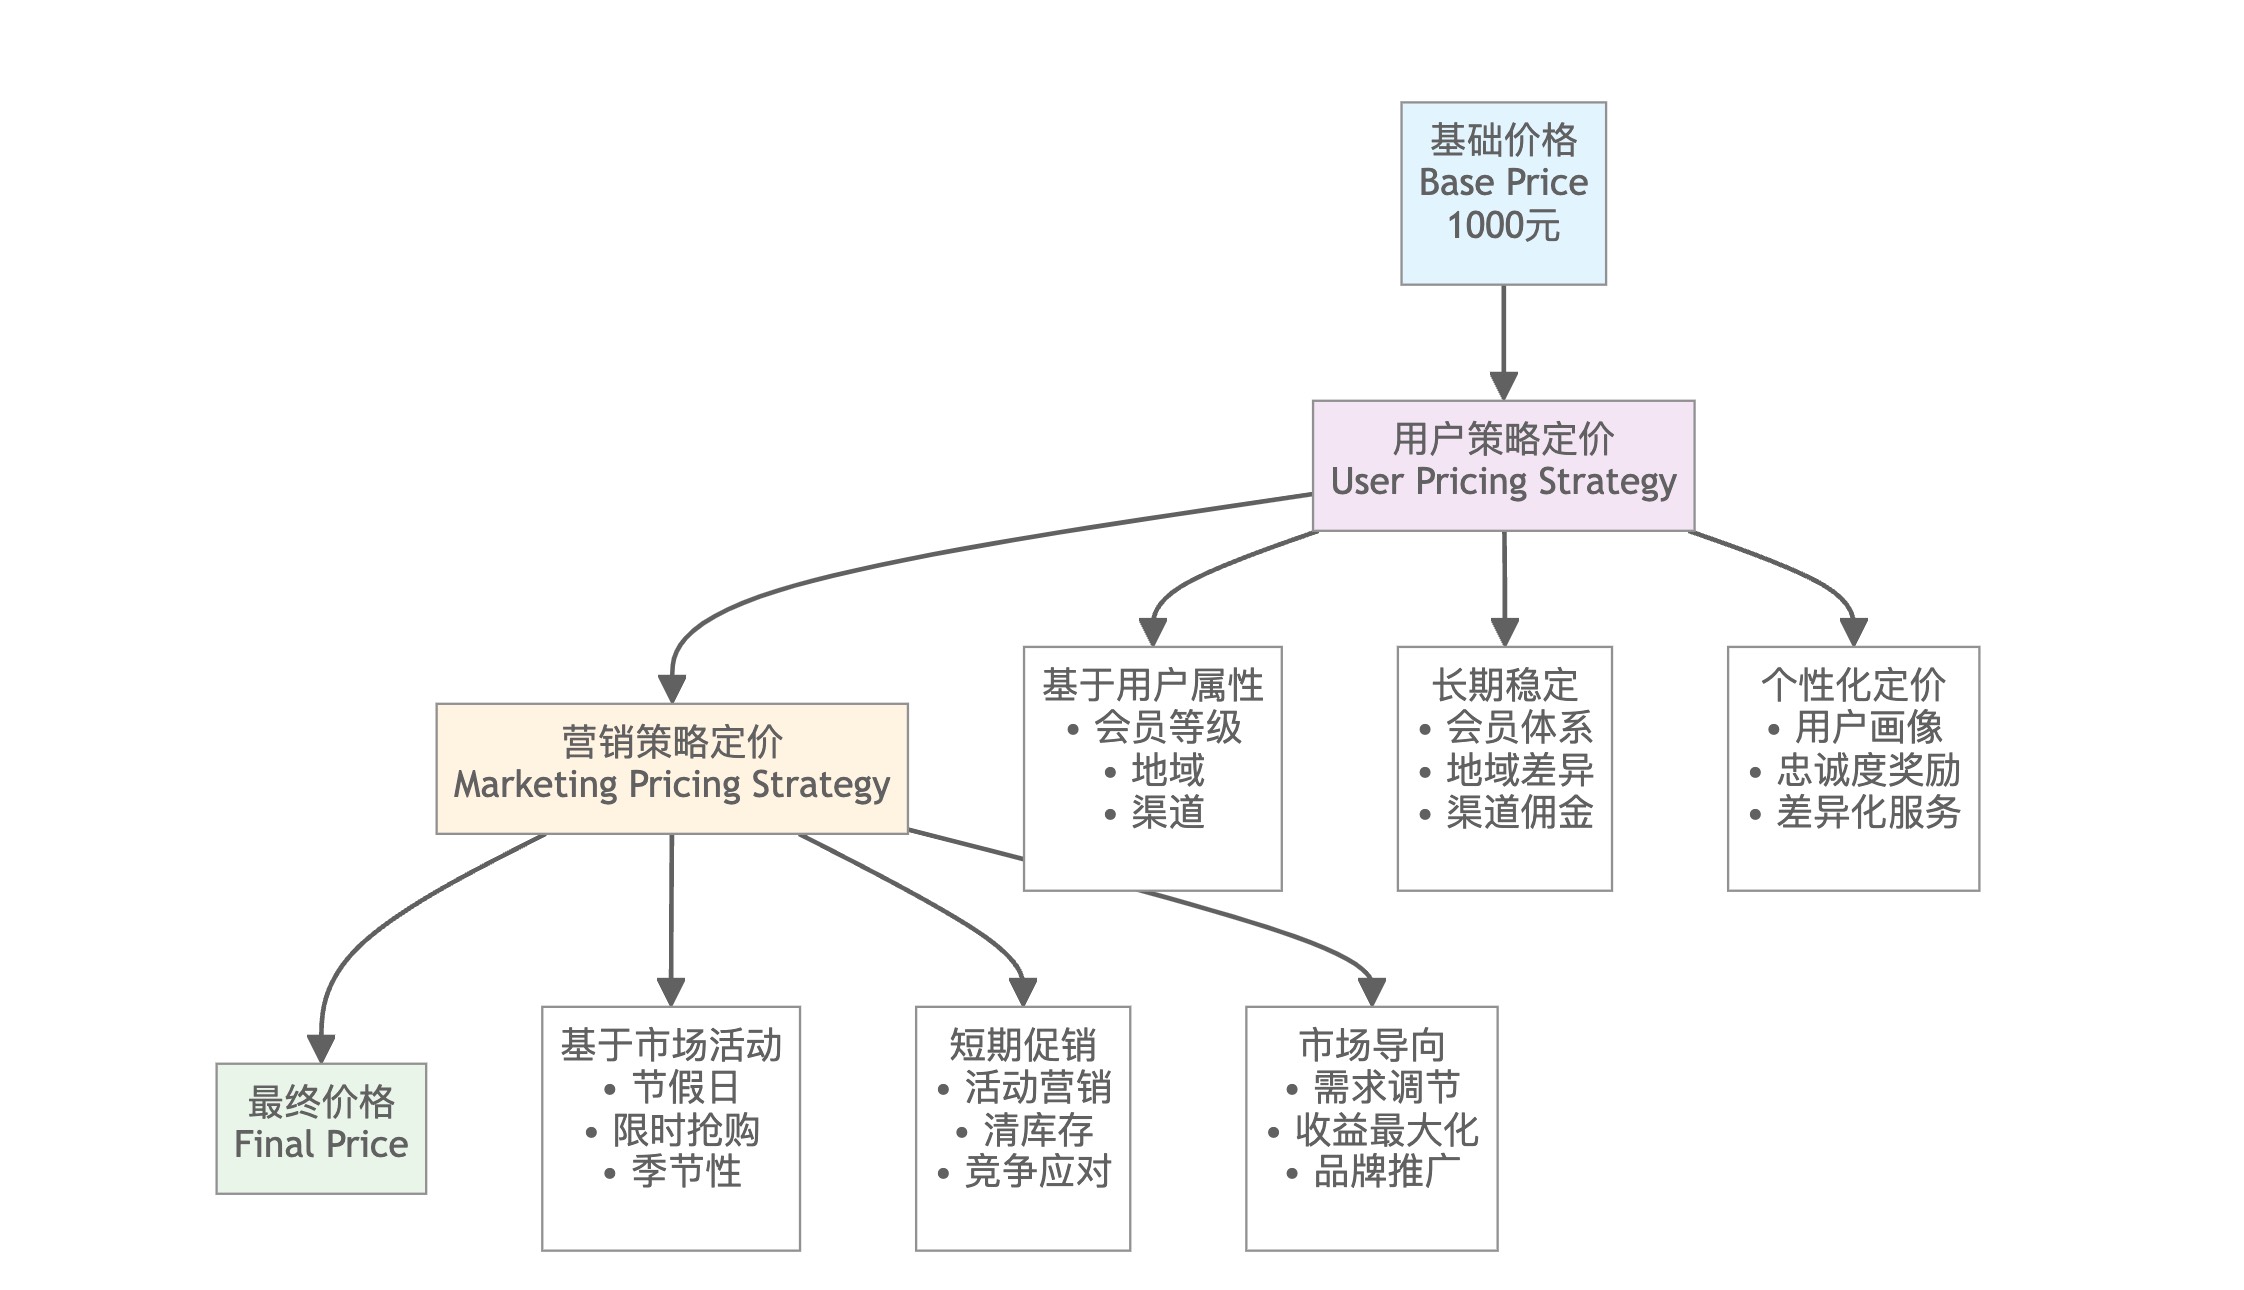 基础价格
Base Price
1000元
用户策略定价
User Pricing Strategy
营销策略定价
Marketing Pricing Strategy
基于用户属性
• 会员等级
• 地域
• 渠道
长期稳定
• 会员体系
• 地域差异
• 渠道佣金
个性化定价
• 用户画像
• 忠诚度奖励
• 差异化服务
最终价格
Final Price
基于市场活动
• 节假日
• 限时抢购
• 季节性
短期促销
• 活动营销
• 清库存
• 竞争应对
市场导向
• 需求调节
• 收益最大化
• 品牌推广